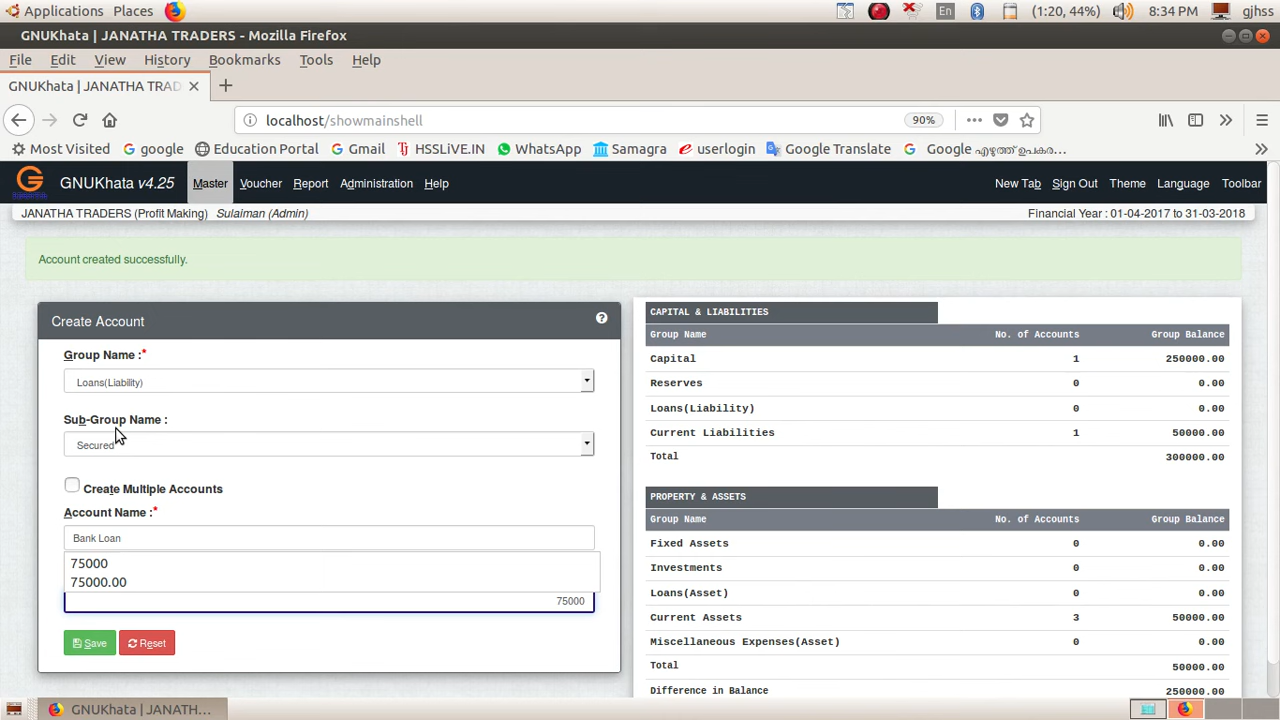 Applications Places En (1:20, 44%) 8:34 PM gjhss
GNUKhata | JANATHA TRADERS - Mozilla Firefox
File Edit View History Bookmarks Tools Help
GNUKhata | JANATHA TRAD
localhost/showmainshell 90%
Most Visited google Education Portal Gmail HSSLiVE.IN WhatsApp Samagra userlogin Google Translate Google എഴുത്ത് ഉപകര...
GNUKhata v4.25 Master Voucher Report Administration Help New Tab Sign Out Theme Language Toolbar
JANATHA TRADERS (Profit Making) Sulaiman (Admin) Financial Year : 01-04-2017 to 31-03-2018
Account created successfully.
Create Account
Group Name :*
Loans(Liability)
Sub-Group Name :
Secured
Create Multiple Accounts
Account Name :*
Bank Loan
75000
75000.00
75000
Save Reset
CAPITAL & LIABILITIES
Group Name No. of Accounts Group Balance
Capital 1 250000.00
Reserves 0 0.00
Loans(Liability) 0 0.00
Current Liabilities 1 50000.00
Total 300000.00
PROPERTY & ASSETS
Group Name No. of Accounts Group Balance
Fixed Assets 0 0.00
Investments 0 0.00
Loans(Asset) 0 0.00
Current Assets 3 50000.00
Miscellaneous Expenses(Asset) 0 0.00
Total 50000.00
Difference in Balance 250000.00
GNUKhata | JANATH...